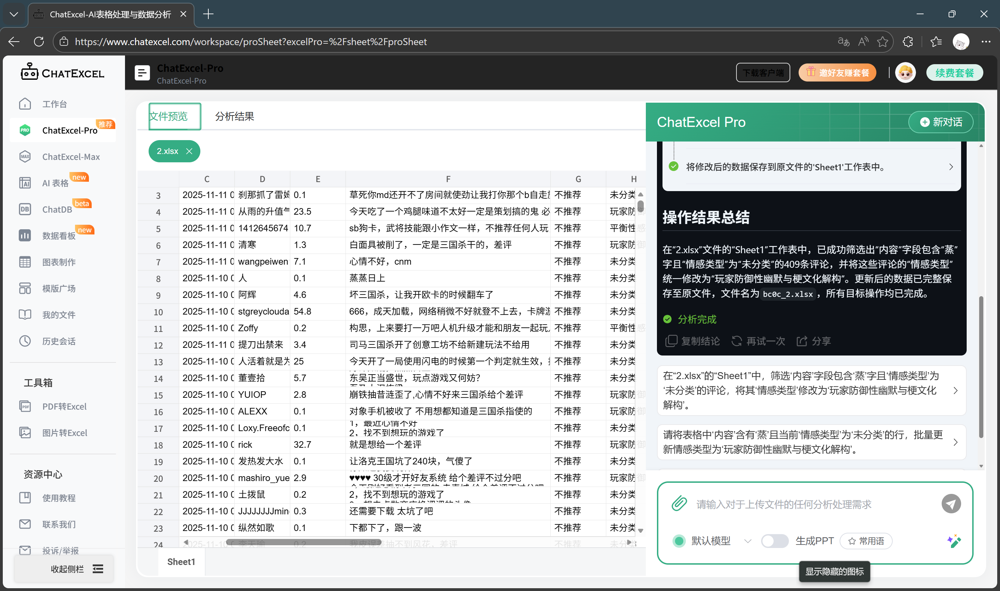 ChatExcel-AI表格处理与数据分析
https://www.chatexcel.com/workspace/proSheet?excelPro=%2Fsheet%2FproSheet
CHATEXCEL
工作台
ChatExcel-Pro
推荐
ChatExcel-Max
AI 表格
new
ChatDB
beta
数据看板
new
图表制作
模版广场
我的文件
历史会话
工具箱
PDF转Excel
图片转Excel
资源中心
使用教程
联系我们
投诉/举报
收起侧栏
ChatExcel-Pro
ChatExcel-Pro
下载客户端
邀好友赚套餐
续费套餐
文件预览
分析结果
2.xlsx
C D E F G H
3 2025-11-11 0 刹那抓了雷姆 0.1 草死你md还开不了房间就使劲让我打你那个b自走 不推荐 未分类
4 2025-11-11 0 从雨的升值气 23.5 今天吃了一个鸡腿味道不太好一定是策划搞的鬼 必 不推荐 玩家防御
5 2025-11-11 0 1412645674 10.7 sb狗卡，武将技能跟小作文一样，不推荐任何人玩 不推荐 平衡性感
6 2025-11-11 0 清寒 1.3 白面具被削了，一定是三国杀干的，差评 不推荐 玩家防御
7 2025-11-11 0 wangpeiwen 7.1 心情不好，cnm 不推荐 未分类
8 2025-11-10 0 人 0.1 蒸蒸日上 不推荐 未分类
9 2025-11-10 0 阿辉 4.6 坏三国杀，让我开欧卡的时候翻车了 不推荐 未分类
10 2025-11-10 0 stgreyclouda 54.8 666，成天加载，网络稍微不好就登不上去，卡牌游 不推荐 未分类
11 2025-11-10 0 Zoffy 0.2 构思，上来要打一万吧人机升级才能和朋友一起玩 不推荐 平衡性感
12 2025-11-11 0 提刀出禁来 3.4 司马三国杀开了创意工坊不给新建玩法不给用 不推荐 未分类
13 2025-11-10 0 人活着就是为 25 今天开了一局使用闪电的时候第一个判定就生效， 不推荐 未分类
14 2025-11-10 0 董壹拾 5.7 东吴正当盛世，玩点游戏又何妨？ 不推荐 未分类
15 2025-11-10 0 YUIOP 2.8 崩铁抽昔涟歪了,心情不好来三国杀给个差评 不推荐 玩家防御
16 2025-11-10 0 ALEXX 0.1 对象手机被收了 不用想都知道是三国杀指使的 不推荐 玩家防御
17 2025-11-10 0 Loxy.Freeofc 0.1 1，最近心情不好
2，找不到想玩的游戏了 不推荐 未分类
18 2025-11-10 0 rick 32.7 就是想给一个差评 不推荐 玩家防御
19 2025-11-10 0 发热发大水 0.1 让洛克王国坑了240块，气傻了 不推荐 未分类
20 2025-11-10 0 mashiro_yue 2.9 ♥♥♥♥ 30级才开好友系统 给个差评不过分吧 不推荐 玩家防御
21 2025-11-10 0 土拨鼠 0.2 2，找不到想玩的游戏了 不推荐 未分类
22 2025-11-10 0 JJJJJJJJmin 0.3 还需要下载 太坑了吧 不推荐 未分类
23 2025-11-10 0 纵然如歌 0.1 下都下了，跟一波 不推荐 未分类
24 2025-11-10 0 李天瑜 0.2 我皮误差抽不到风花，差评 不推荐 未分类
Sheet1
ChatExcel Pro
新对话
将修改后的数据保存到原文件的'Sheet1'工作表中。
操作结果总结
在“2.xlsx”文件的“Sheet1”工作表中，已成功筛选出“内容”字段包含“蒸”
字且“情感类型”为“未分类”的409条评论，并将这些评论的“情感类型”
统一修改为“玩家防御性幽默与梗文化解构”。更新后的数据已完整保
存至原文件，文件名为 bc0c_2.xlsx，所有目标操作均已完成。
分析完成
复制结论 再试一次 分享
在“2.xlsx”的“Sheet1”中，筛选‘内容’字段包含‘蒸’字且‘情感类型’为
‘未分类’的评论，将其‘情感类型’修改为‘玩家防御性幽默与梗文化
解构’。
请将表格中‘内容’含有‘蒸’且当前‘情感类型’为‘未分类’的行，批量更
新情感类型为‘玩家防御性幽默与梗文化解构’。
请输入对于上传文件的任何分析处理需求
默认模型 生成PPT 常用语
显示隐藏的图标